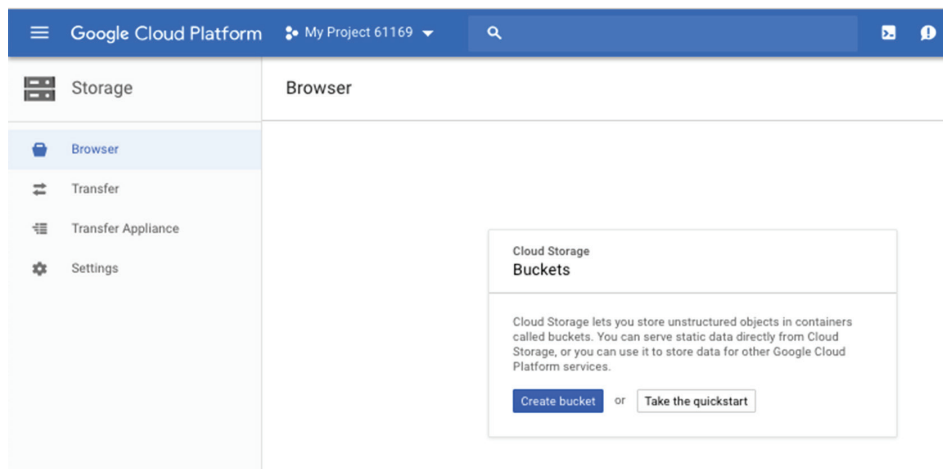 Google Cloud Platform
My Project 61169
Storage
Browser
Browser
Transfer
Transfer Appliance
Settings
Cloud Storage
Buckets
Cloud Storage lets you store unstructured objects in containers
called buckets. You can serve static data directly from Cloud
Storage, or you can use it to store data for other Google Cloud
Platform services.
Create bucket or Take the quickstart